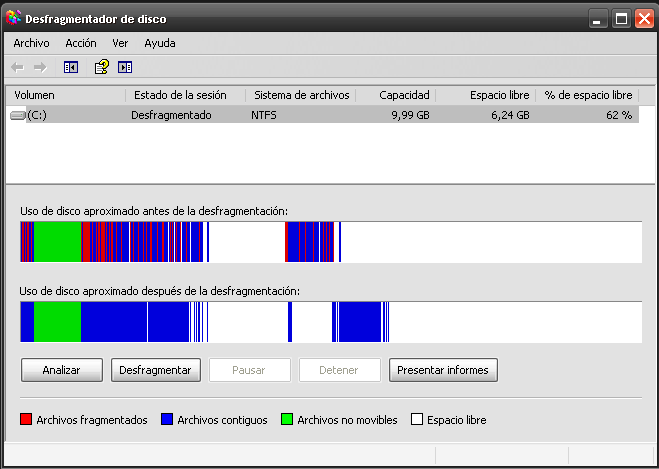 Desfragmentador de disco
Archivo Acción Ver Ayuda
Volumen Estado de la sesión Sistema de archivos Capacidad Espacio libre % de espacio libre
(C:) Desfragmentado NTFS 9,99 GB 6,24 GB 62 %
Uso de disco aproximado antes de la desfragmentación:
Uso de disco aproximado después de la desfragmentación:
Analizar Desfragmentar Pausar Detener Presentar informes
Archivos fragmentados Archivos contiguos Archivos no movibles Espacio libre